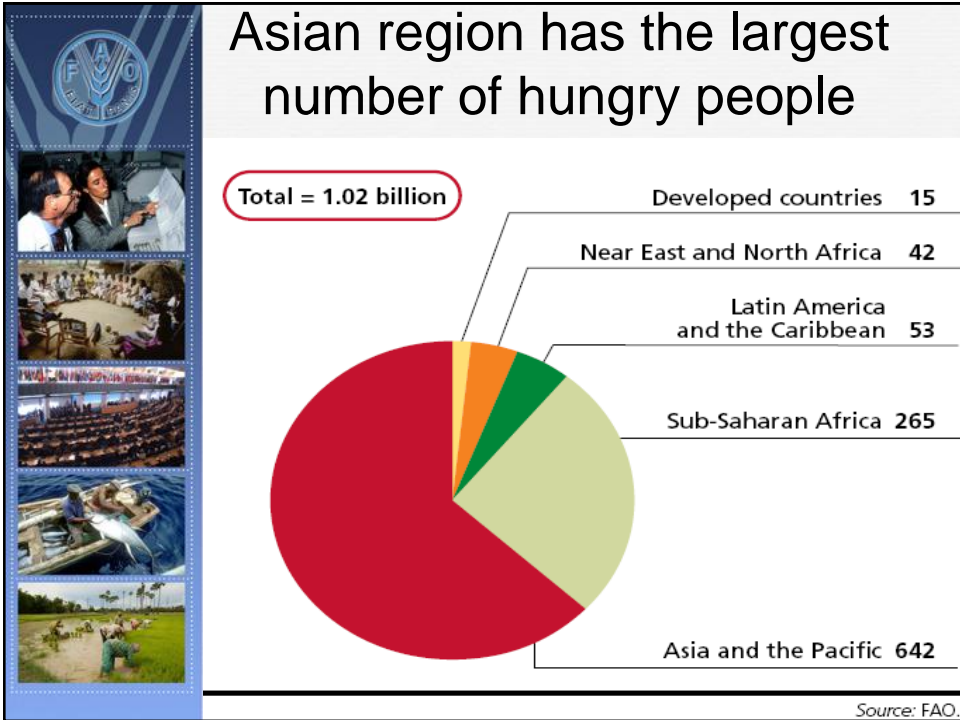 Asian region has the largest
number of hungry people
F A O
FIAT PANIS
Total = 1.02 billion
Developed countries 15
Near East and North Africa 42
Latin America
and the Caribbean 53
Sub-Saharan Africa 265
Asia and the Pacific 642
Source: FAO.